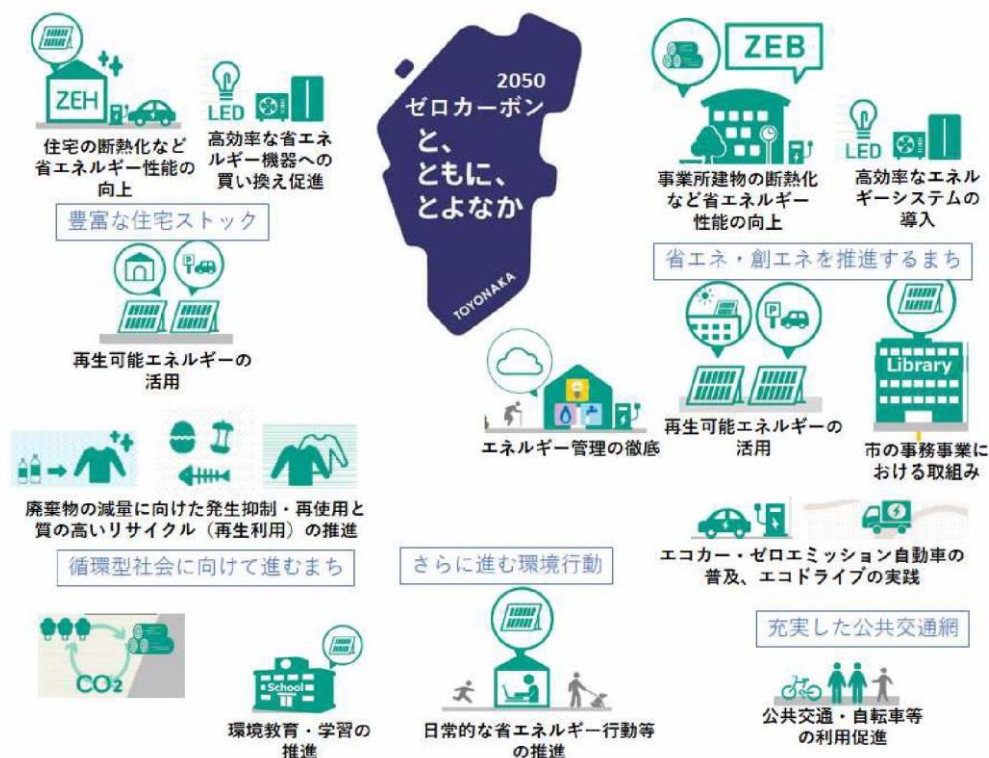 2050
ゼロカーボン
と、
ともに、
とよなか
TOYONAKA
ZEH
住宅の断熱化など
省エネルギー性能の
向上
LED
高効率な省エネ
ルギー機器への
買い換え促進
豊富な住宅ストック
P
再生可能エネルギーの
活用
ZEB
事業所建物の断熱化
など省エネルギー
性能の向上
LED
高効率なエネル
ギーシステムの
導入
省エネ・創エネを推進するまち
エネルギー管理の徹底
P
再生可能エネルギーの
活用
Library
市の事務事業に
おける取組み
廃棄物の減量に向けた発生抑制・再使用と
質の高いリサイクル（再生利用）の推進
循環型社会に向けて進むまち
CO2
さらに進む環境行動
School
環境教育・学習の
推進
日常的な省エネルギー行動等
の推進
エコカー・ゼロエミッション自動車の
普及、エコドライブの実践
充実した公共交通網
公共交通・自転車等
の利用促進